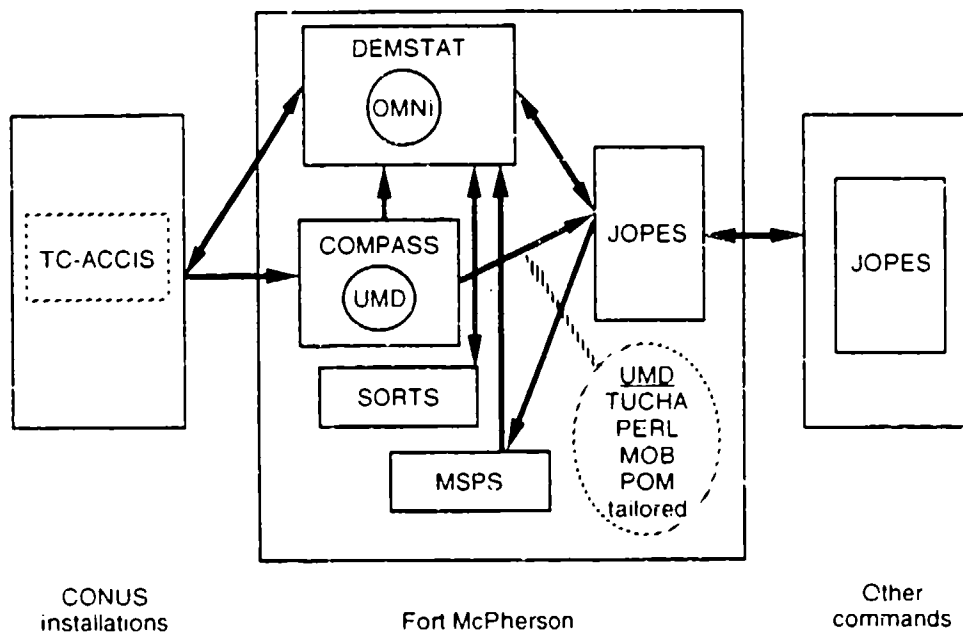 DEMSTAT
OMNi
TC-ACCIS
COMPASS
UMD
JOPES
JOPES
SORTS
MSPS
UMD
TUCHA
PERL
MOB
POM
tailored
CONUS
installations
Fort McPherson
Other
commands